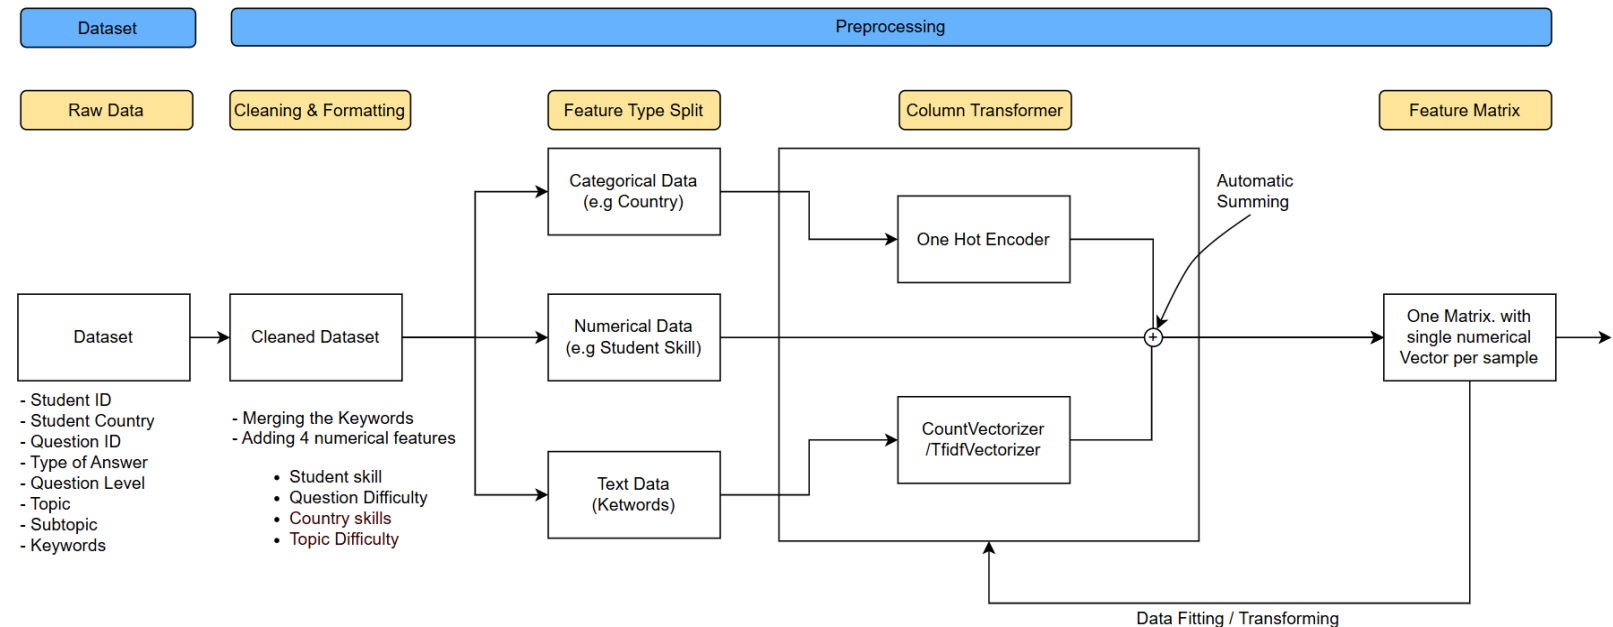 Dataset
Preprocessing
Raw Data
Cleaning & Formatting
Feature Type Split
Column Transformer
Feature Matrix
Categorical Data
(e.g Country)
Automatic
Summing
One Hot Encoder
Dataset
Cleaned Dataset
Numerical Data
(e.g Student Skill)
+
One Matrix. with
single numerical
Vector per sample
- Student ID
- Student Country
- Question ID
- Type of Answer
- Question Level
- Topic
- Subtopic
- Keywords
- Merging the Keywords
- Adding 4 numerical features
• Student skill
• Question Difficulty
• Country skills
• Topic Difficulty
CountVectorizer
/TfidfVectorizer
Text Data
(Ketwords)
Data Fitting / Transforming